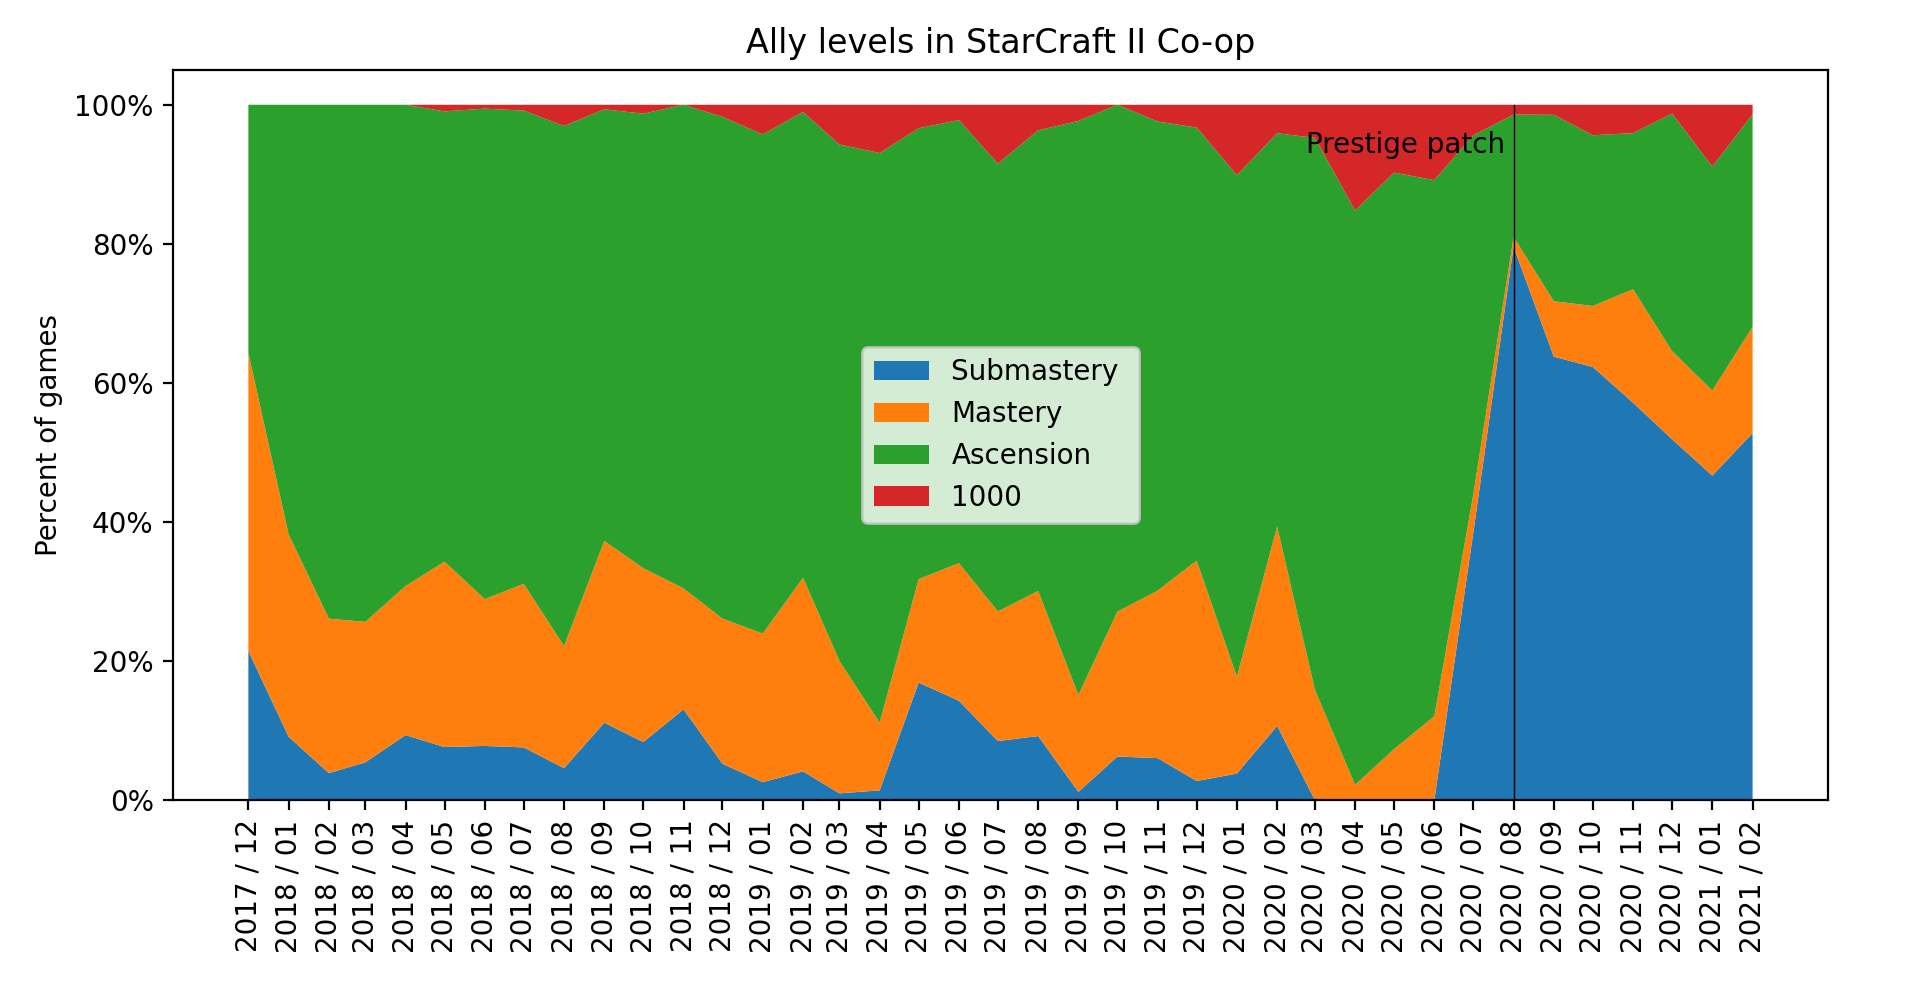 Ally levels in StarCraft II Co-op
Percent of games
100%
80%
60%
40%
20%
0%
Prestige patch
Submastery
Mastery
Ascension
1000
2017 / 12
2018 / 01
2018 / 02
2018 / 03
2018 / 04
2018 / 05
2018 / 06
2018 / 07
2018 / 08
2018 / 09
2018 / 10
2018 / 11
2018 / 12
2019 / 01
2019 / 02
2019 / 03
2019 / 04
2019 / 05
2019 / 06
2019 / 07
2019 / 08
2019 / 09
2019 / 10
2019 / 11
2019 / 12
2020 / 01
2020 / 02
2020 / 03
2020 / 04
2020 / 05
2020 / 06
2020 / 07
2020 / 08
2020 / 09
2020 / 10
2020 / 11
2020 / 12
2021 / 01
2021 / 02